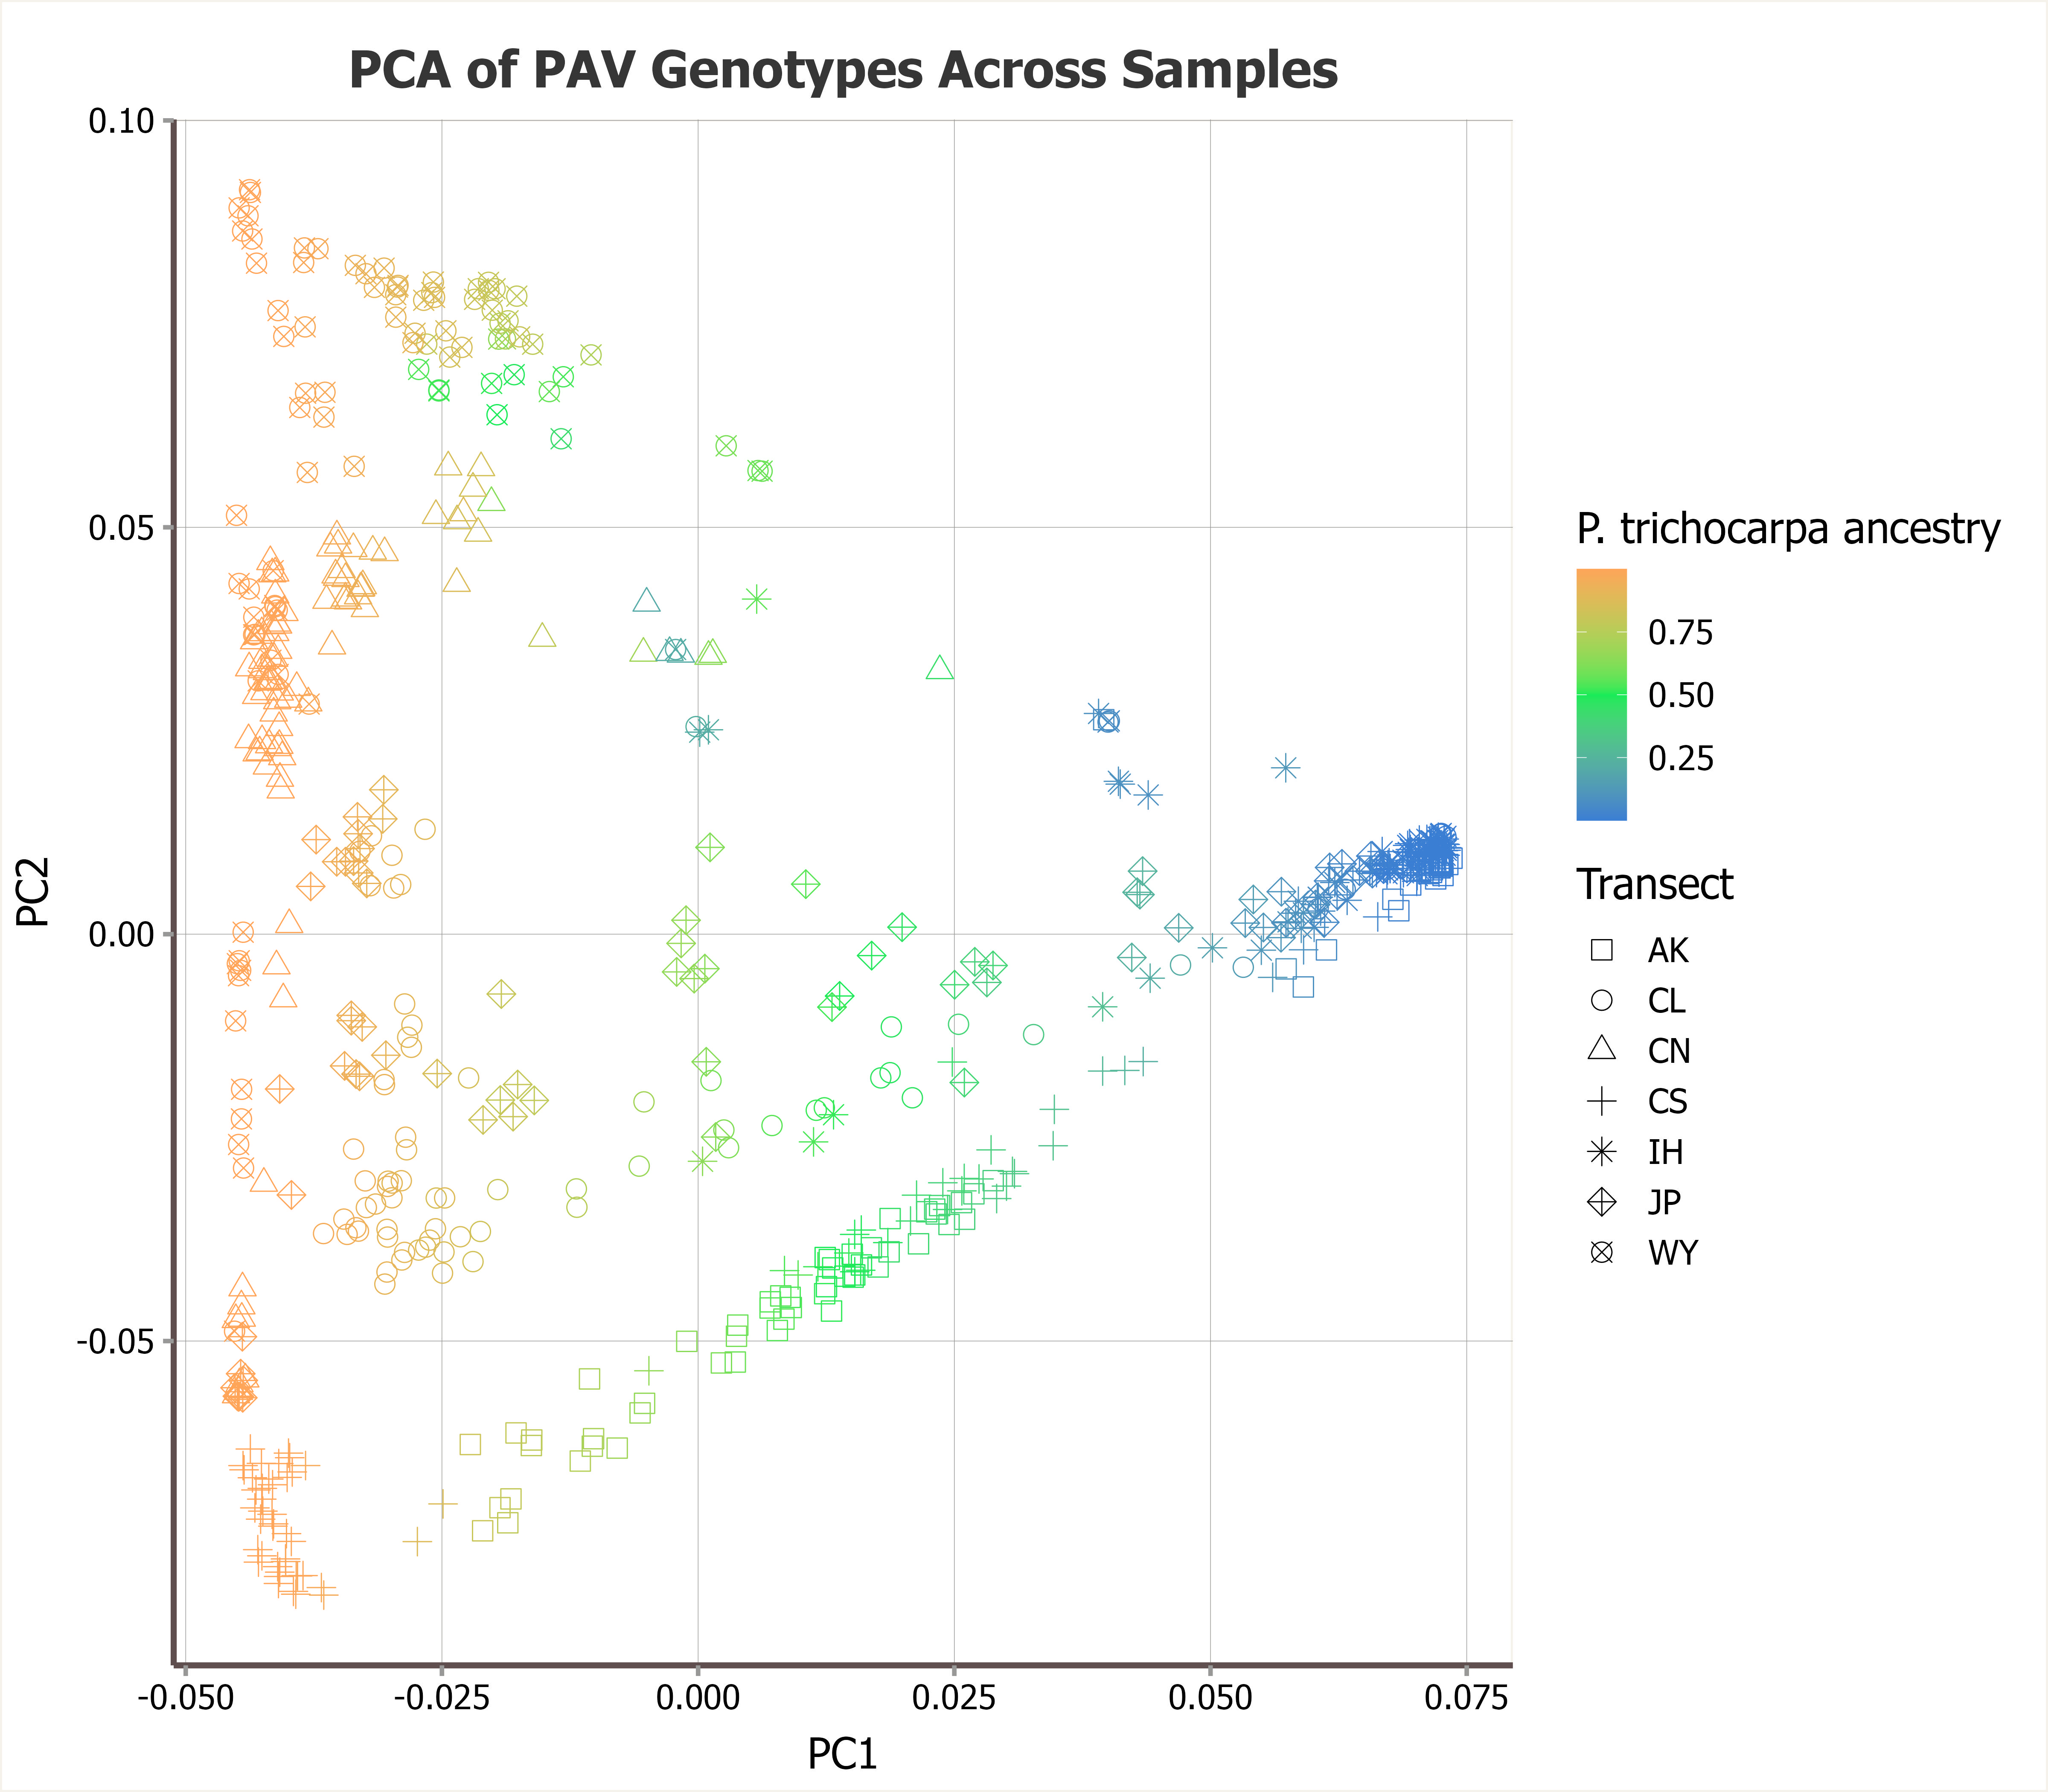 PCA of PAV Genotypes Across Samples
0.10
0.05
0.00
-0.05
PC2
-0.050
-0.025
0.000
0.025
0.050
0.075
PC1
P. trichocarpa ancestry
0.75
0.50
0.25
Transect
AK
CL
CN
CS
IH
JP
WY